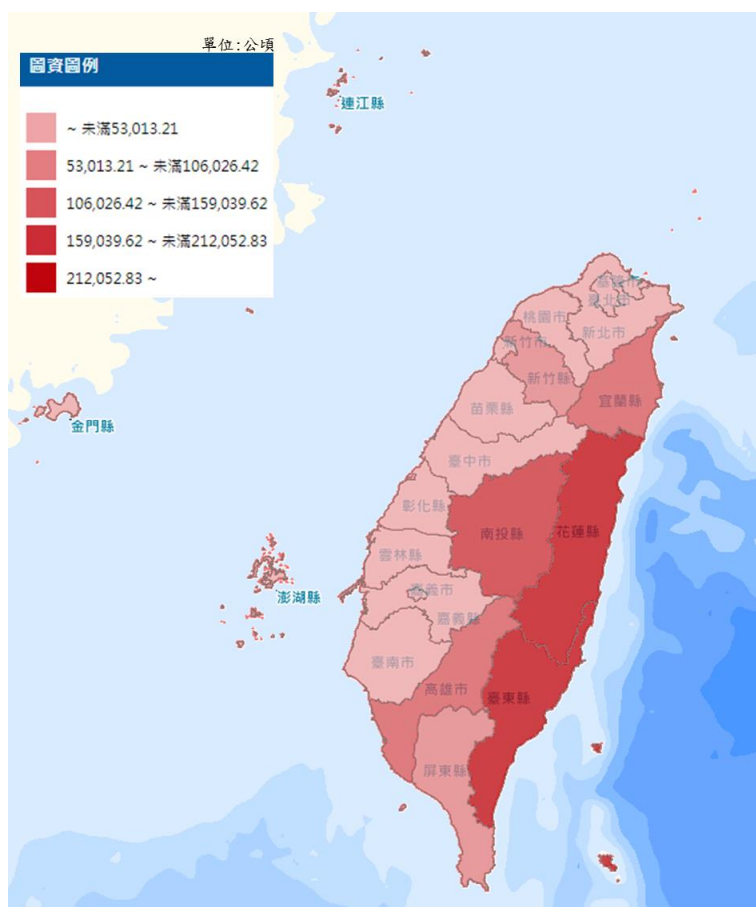 單位:公頃
圖資圖例
~ 未滿53,013.21
53,013.21 ~ 未滿106,026.42
106,026.42 ~ 未滿159,039.62
159,039.62 ~ 未滿212,052.83
212,052.83 ~
連江縣
基隆市
臺北市
桃園市
新北市
新竹市
新竹縣
宜蘭縣
苗栗縣
金門縣
臺中市
彰化縣
南投縣
花蓮縣
雲林縣
澎湖縣
嘉義市
嘉義縣
臺南市
高雄市
臺東縣
屏東縣